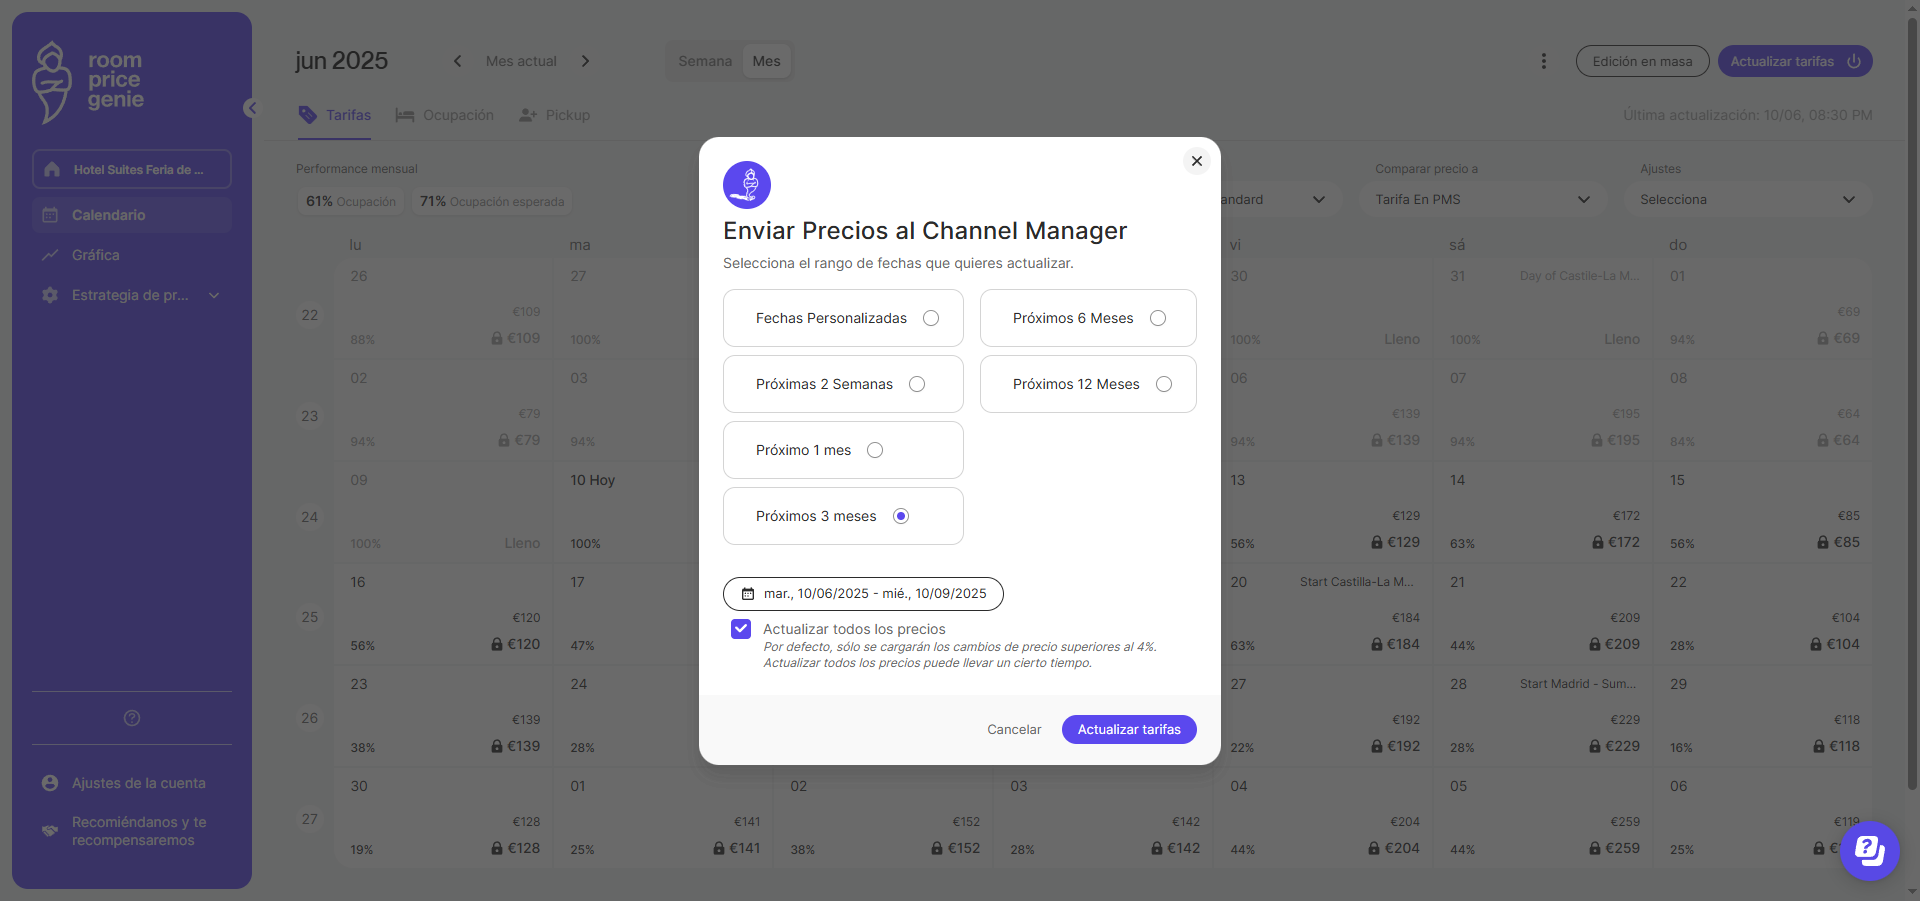 room
price
genie
Hotel Suites Feria de ...
Calendario
Gráfica
Estrategia de pr...
Ajustes de la cuenta
Recomiéndanos y te
recompensaremos
jun 2025
Mes actual
Semana
Mes
Edición en masa
Actualizar tarifas
Tarifas
Ocupación
Pickup
Última actualización: 10/06, 08:30 PM
Performance mensual
61% Ocupación
71% Ocupación esperada
Comparar precio a
Tarifa En PMS
Ajustes
Selecciona
lu
ma
vi
sá
do
22
26
€109
88%
€109
27
100%
30
100%
Lleno
31
Day of Castile-La M...
100%
Lleno
01
€69
94%
€69
23
02
€79
94%
€79
03
94%
06
€139
94%
€139
07
€195
94%
€195
08
€64
84%
€64
24
09
100%
Lleno
10 Hoy
100%
13
€129
56%
€129
14
€172
63%
€172
15
€85
56%
€85
25
16
€120
56%
€120
17
47%
20
Start Castilla-La M...
€184
63%
€184
21
€209
44%
€209
22
€104
28%
€104
26
23
€139
38%
€139
24
28%
27
€192
22%
€192
28
Start Madrid - Sum...
€229
28%
€229
29
€118
16%
€118
27
30
€128
19%
€128
01
€141
25%
€141
02
€152
38%
€152
03
€142
28%
€142
04
€204
44%
€204
05
€259
44%
€259
06
€119
25%
Enviar Precios al Channel Manager
Selecciona el rango de fechas que quieres actualizar.
Fechas Personalizadas
Próximos 6 Meses
Próximas 2 Semanas
Próximos 12 Meses
Próximo 1 mes
Próximos 3 meses
mar., 10/06/2025 - mié., 10/09/2025
Actualizar todos los precios
Por defecto, sólo se cargarán los cambios de precio superiores al 4%.
Actualizar todos los precios puede llevar un cierto tiempo.
Cancelar
Actualizar tarifas